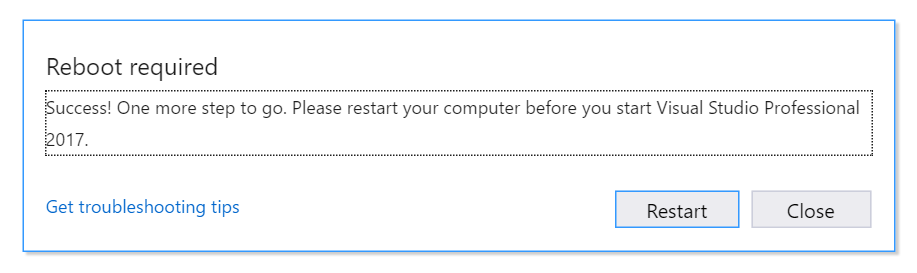 Reboot required
Success! One more step to go. Please restart your computer before you start Visual Studio Professional
2017.
Get troubleshooting tips
Restart
Close